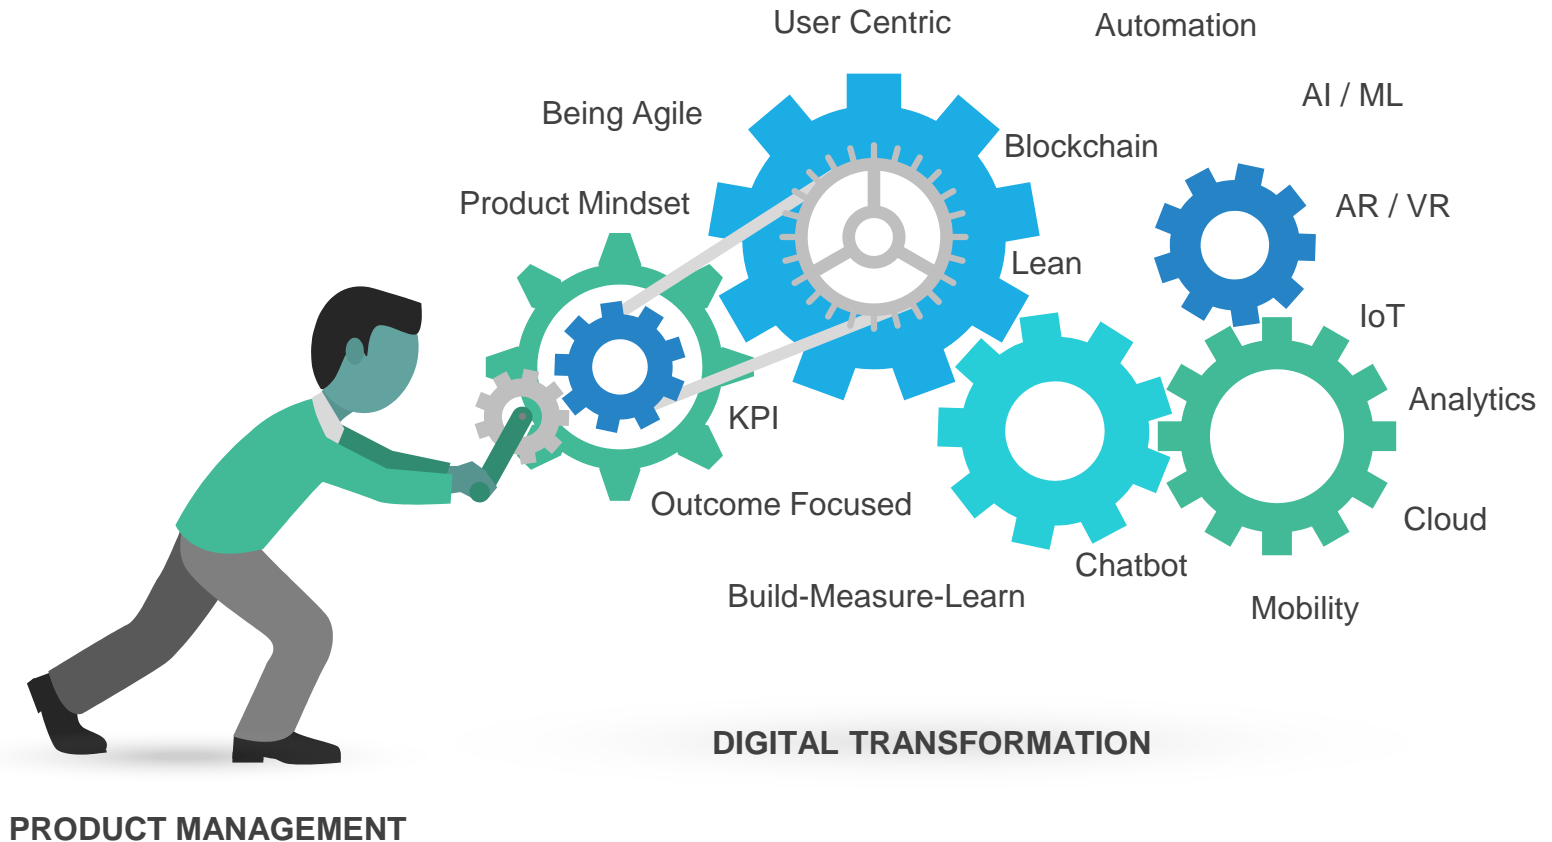 User Centric
Automation
AI / ML
Being Agile
Blockchain
Product Mindset
AR / VR
Lean
IoT
Analytics
KPI
Outcome Focused
Cloud
Chatbot
Build-Measure-Learn
Mobility
DIGITAL TRANSFORMATION
PRODUCT MANAGEMENT